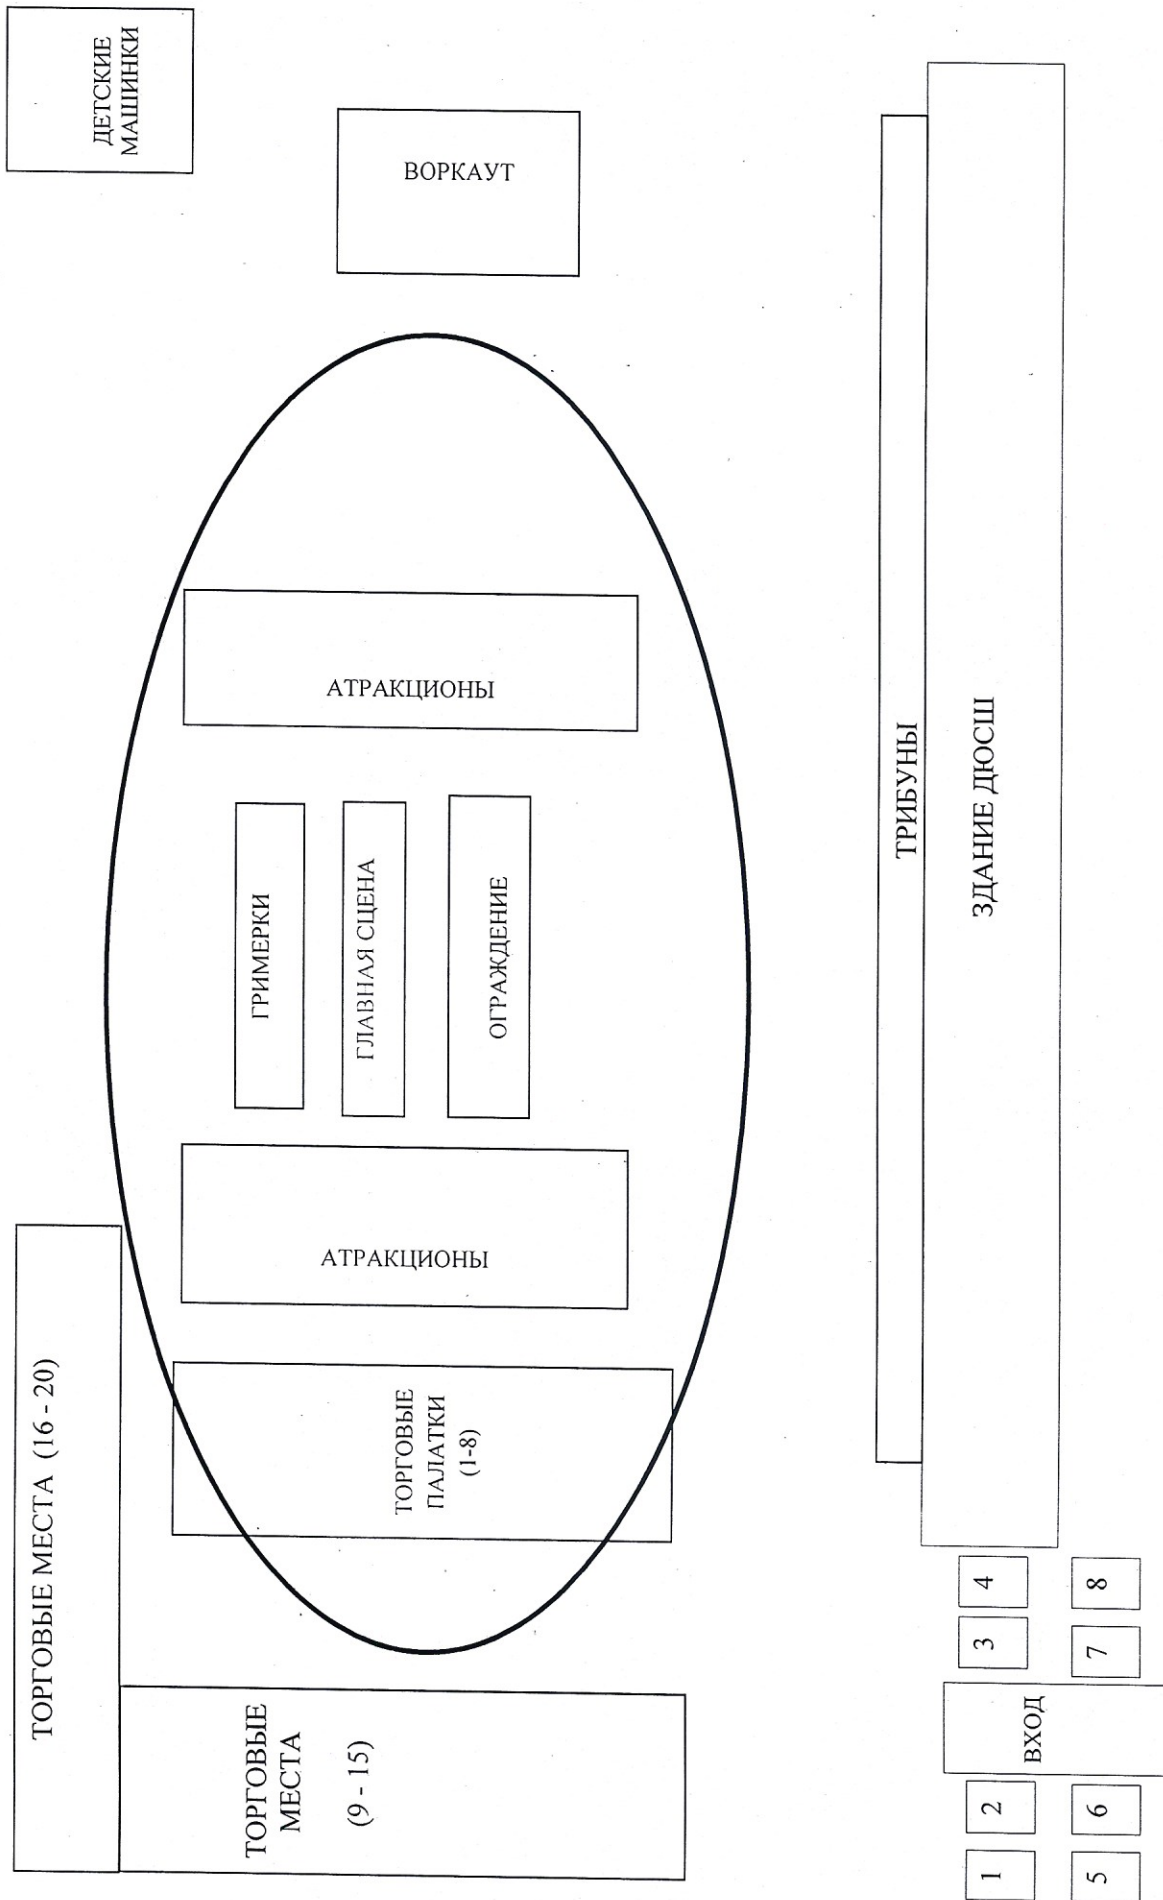 ДЕТСКИЕ
МАШИНКИ
ВОРКАУТ
АТРАКЦИОНЫ
ГРИМЕРКИ
ГЛАВНАЯ СЦЕНА
ОГРАЖДЕНИЕ
АТРАКЦИОНЫ
ТОРГОВЫЕ
ПАЛАТКИ
(1-8)
ТОРГОВЫЕ МЕСТА (16 - 20)
ТОРГОВЫЕ
МЕСТА
(9 - 15)
ТРИБУНЫ
ЗДАНИЕ ДЮСШ
1
2
ВХОД
3
4
5
6
7
8